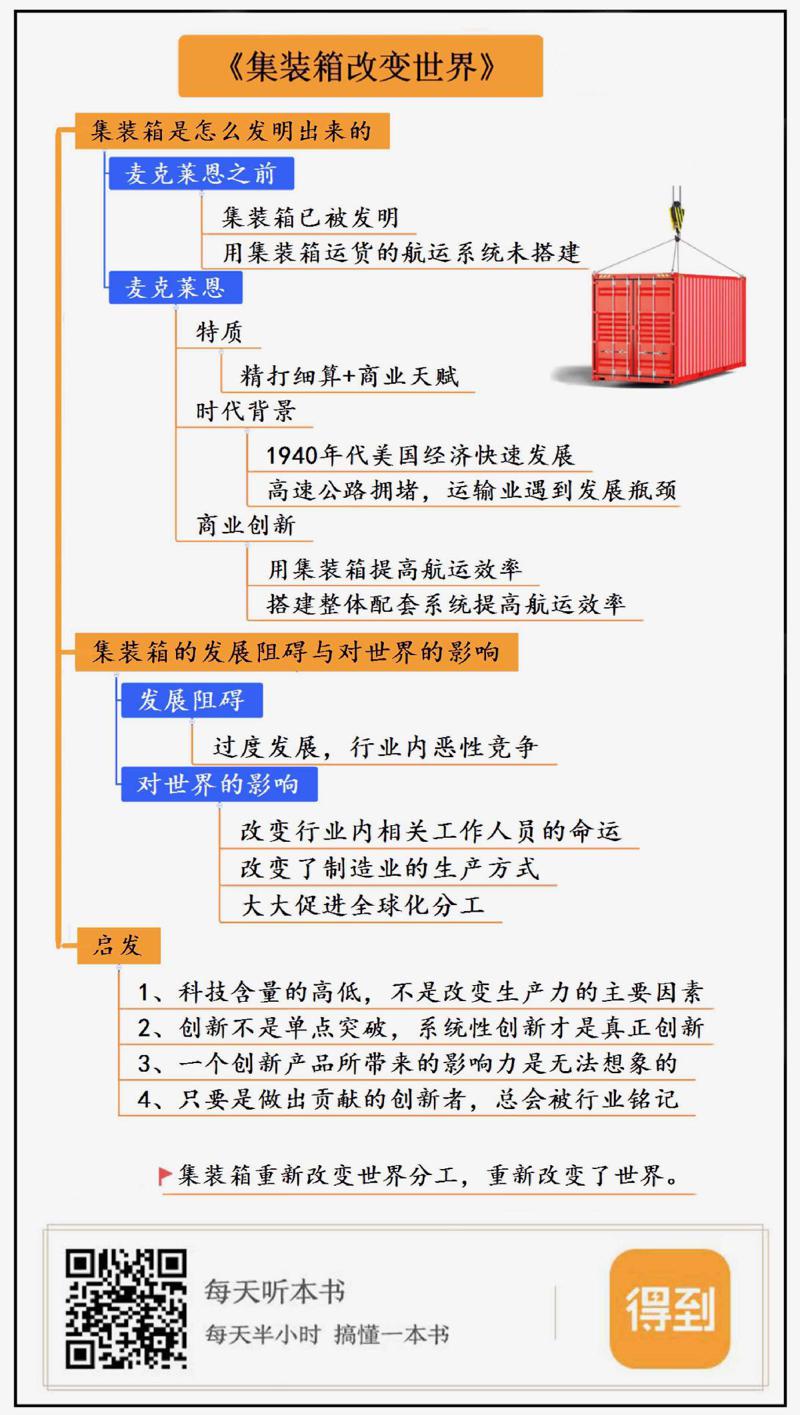 《集装箱改变世界》
集装箱是怎么发明出来的
麦克莱恩之前
集装箱已被发明
用集装箱运货的航运系统未搭建
麦克莱恩
特质
精打细算+商业天赋
时代背景
1940年代美国经济快速发展
高速公路拥堵，运输业遇到发展瓶颈
商业创新
用集装箱提高航运效率
搭建整体配套系统提高航运效率
集装箱的发展阻碍与对世界的影响
发展阻碍
过度发展，行业内恶性竞争
对世界的影响
改变行业内相关工作人员的命运
改变了制造业的生产方式
大大促进全球化分工
启发
1、科技含量的高低，不是改变生产力的主要因素
2、创新不是单点突破，系统性创新才是真正创新
3、一个创新产品所带来的影响力是无法想象的
4、只要是做出贡献的创新者，总会被行业铭记
集装箱重新改变世界分工，重新改变了世界。
每天听本书
每天半小时 搞懂一本书
得到